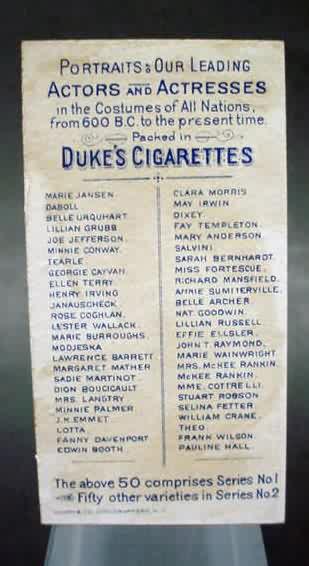 PORTRAITS OF OUR LEADING
ACTORS AND ACTRESSES
in the Costumes of All Nations,
from 600 B.C. to the present time.
Packed in
DUKE'S CIGARETTES
MARIE JANSEN
DABOLL
BELLE URQUHART
LILLIAN GRUBB
JOE JEFFERSON
MINNIE CONWAY.
TEARLE
GEORGIE CAYVAN
ELLEN TERRY
HENRY IRVING
JANAUSCHECK
ROSE COGHLAN
LESTER WALLACK
MARIE BURROUGHS
MODJESKA
LAWRENCE BARRETT
MARGARET MATHER
SADIE MARTINOT
DION BOUCICAULT
MRS. LANGTRY
MINNIE PALMER
J.K. EMMET
LOTTA
FANNY DAVENPORT
EDWIN BOOTH
CLARA MORRIS
MAY IRWIN
DIXEY.
FAY TEMPLETON.
MARY ANDERSON
SALVINI.
SARAH BERNHARDT.
MISS FORTESCUE.
RICHARD MANSFIELD.
ANNIE SUMITERVILLE.
BELLE ARCHER
NAT GOODWIN.
LILLIAN RUSSELL
EFFIE ELLSLER.
JOHN T. RAYMOND.
MARIE WAINWRIGHT.
MRS. McKEE RANKIN.
McKEE RANKIN.
MME. COTTRELLI.
STUART ROBSON
SELINA FETTER
WILLIAM CRANE.
THEO
FRANK WILSON.
PAULINE HALL.
The above 50 comprises Series No 1
Fifty other varieties in Series No 2